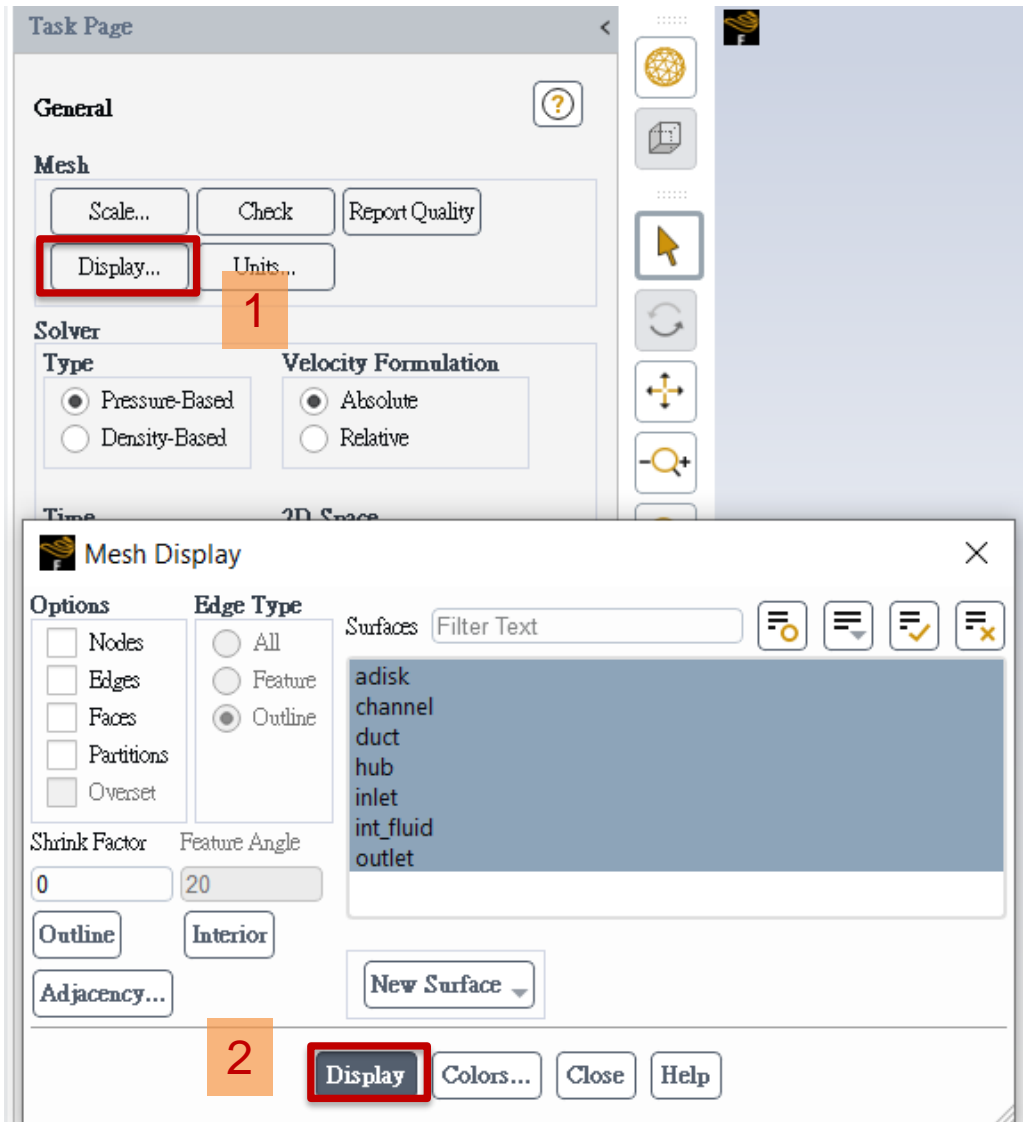 Task Page
General
Mesh
Scale... Check Report Quality
Display... Units...
1
Solver
Type Velocity Formulation
Pressure-Based Absolute
Density-Based Relative
Time 2D Space
Mesh Display
Options Edge Type Surfaces Filter Text
Nodes All
Edges Feature
Faces Outline
Partitions
Overset
adisk
channel
duct
hub
inlet
int_fluid
outlet
Shrink Factor Feature Angle
0 20
Outline Interior
Adjacency... New Surface
2
Display Colors... Close Help